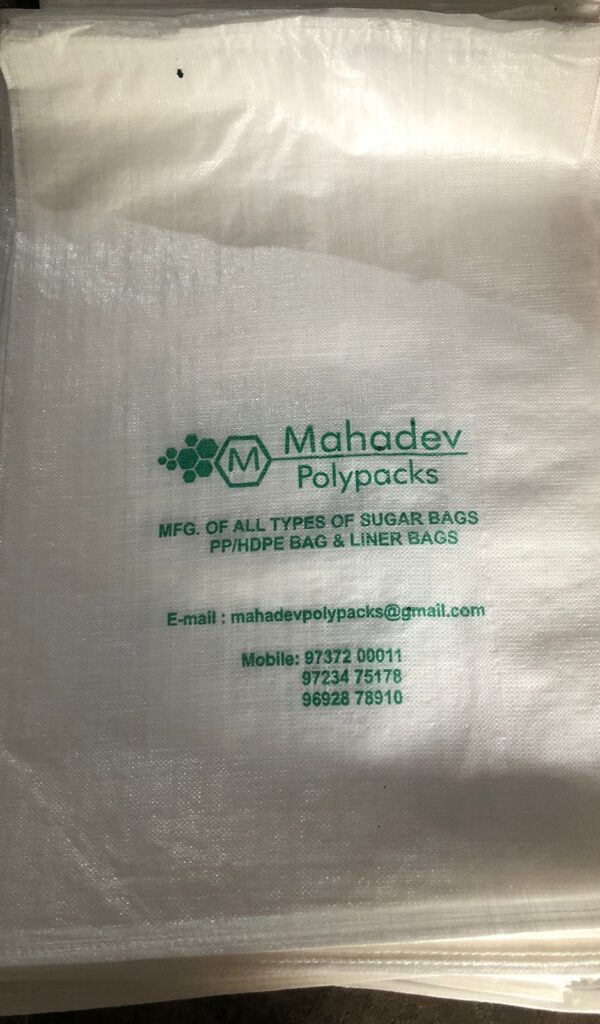 M Mahadev
Polypacks
MFG. OF ALL TYPES OF SUGAR BAGS
PP/HDPE BAG & LINER BAGS
E-mail : mahadevpolypacks@gmail.com
Mobile: 97372 00011
97234 75178
96928 78910